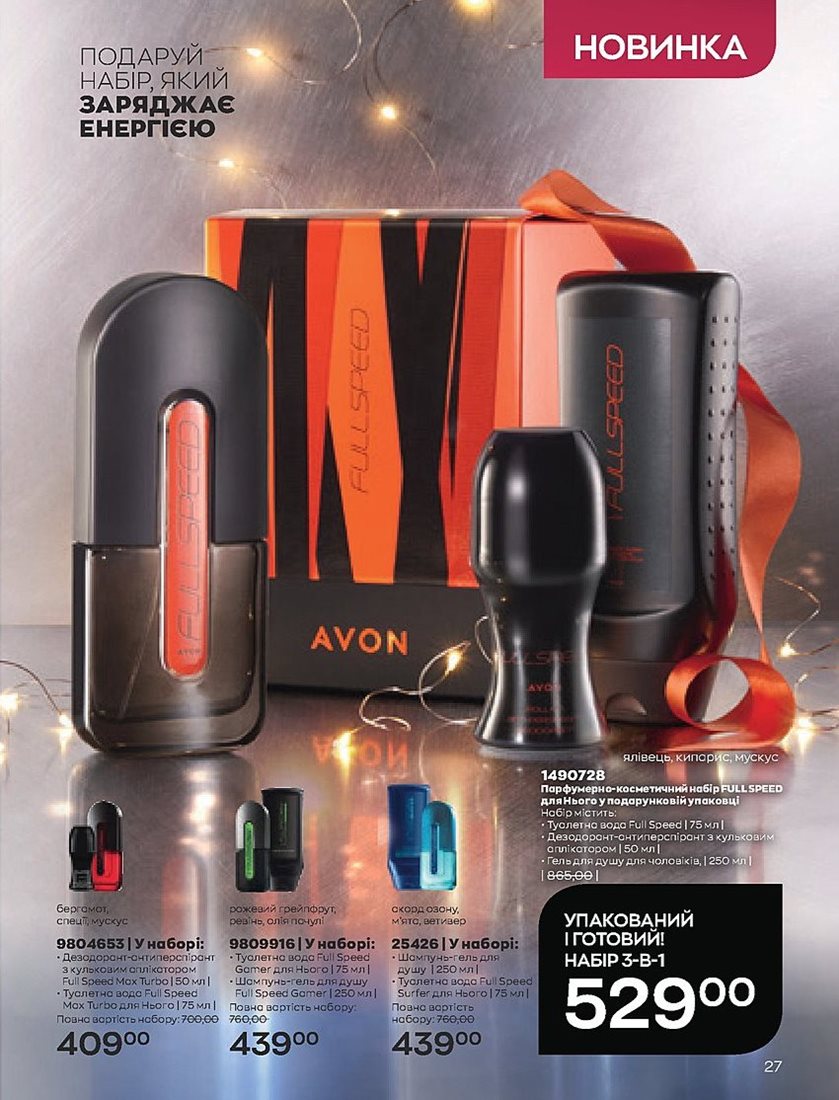 ПОДАРУЙ
НАБІР, ЯКИЙ
ЗАРЯДЖАЄ
ЕНЕРГІЄЮ
НОВИНКА
FULL SPEED
FULL SPEED
FULL SPEED
AVON
AVON
FULL SPEED
AVON
ялівець, кипарис, мускус
1490728
Парфумерно-косметичний набір FULL SPEED
для Нього у подарунковій упаковці
Набір містить:
• Туалетна вода Full Speed | 75 мл |
• Дезодорант-антиперспірант з кульковим
аплікатором | 50 мл |
• Гель для душу для чоловіків, | 250 мл |
| 865,00 |
УПАКОВАНИЙ
І ГОТОВИЙ!
НАБІР 3-В-1
529⁰⁰
бергамот,
спеції, мускус
9804653 | У наборі:
• Дезодорант-антиперспірант
з кульковим аплікатором
Full Speed Max Turbo | 50 мл |
• Туалетна вода Full Speed
Max Turbo для Нього | 75 мл |
Повна вартість набору: 700,00
409⁰⁰
рожевий грейпфрут,
ревінь, олія пачулі
9809916 | У наборі:
• Туалетна вода Full Speed
Gamer для Нього | 75 мл |
• Шампунь-гель для душу
Full Speed Gamer | 250 мл |
Повна вартість набору:
760,00
439⁰⁰
акорд озону,
м'ята, ветивер
25426 | У наборі:
• Шампунь-гель для
душу | 250 мл |
• Туалетна вода Full Speed
Surfer для Нього | 75 мл |
Повна вартість
набору: 760,00
439⁰⁰
27